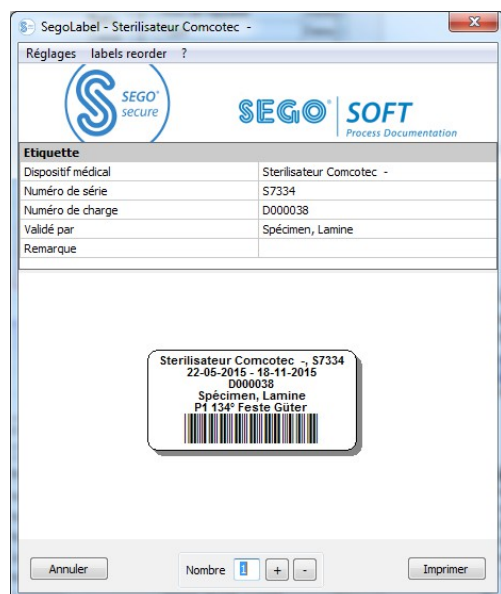 SegoLabel - Sterilisateur Comcotec -
Réglages labels reorder ?
SEGO®
secure
SEGO® SOFT
Process Documentation
Etiquette
Dispositif médical Sterilisateur Comcotec -
Numéro de série S7334
Numéro de charge D000038
Validé par Spécimen, Lamine
Remarque
Sterilisateur Comcotec -, S7334
22-05-2015 - 18-11-2015
D000038
Spécimen, Lamine
P1 134° Feste Güter
Annuler Nombre 1 + - Imprimer